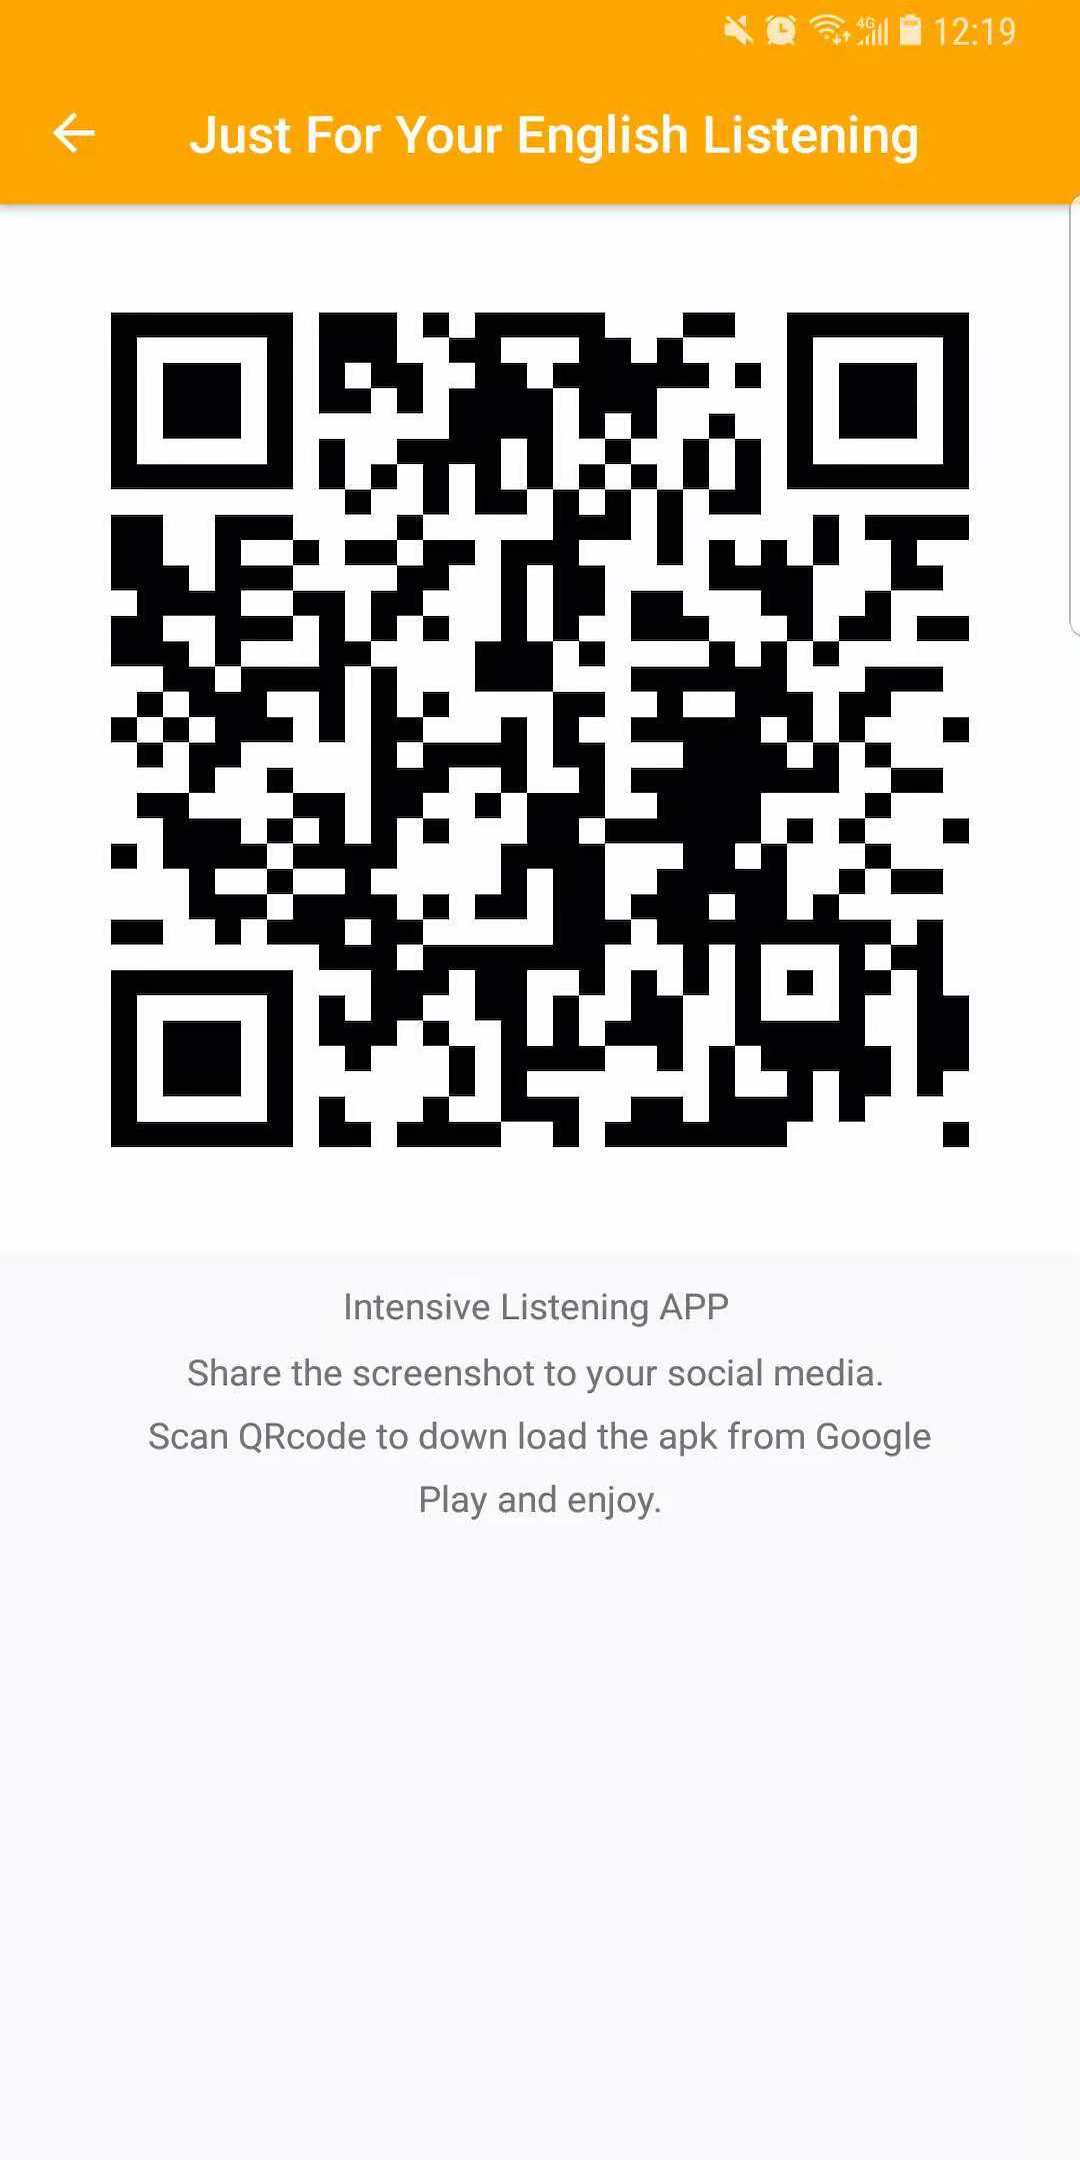 4G 12:19
Just For Your English Listening
Intensive Listening APP
Share the screenshot to your social media.
Scan QRcode to down load the apk from Google
Play and enjoy.